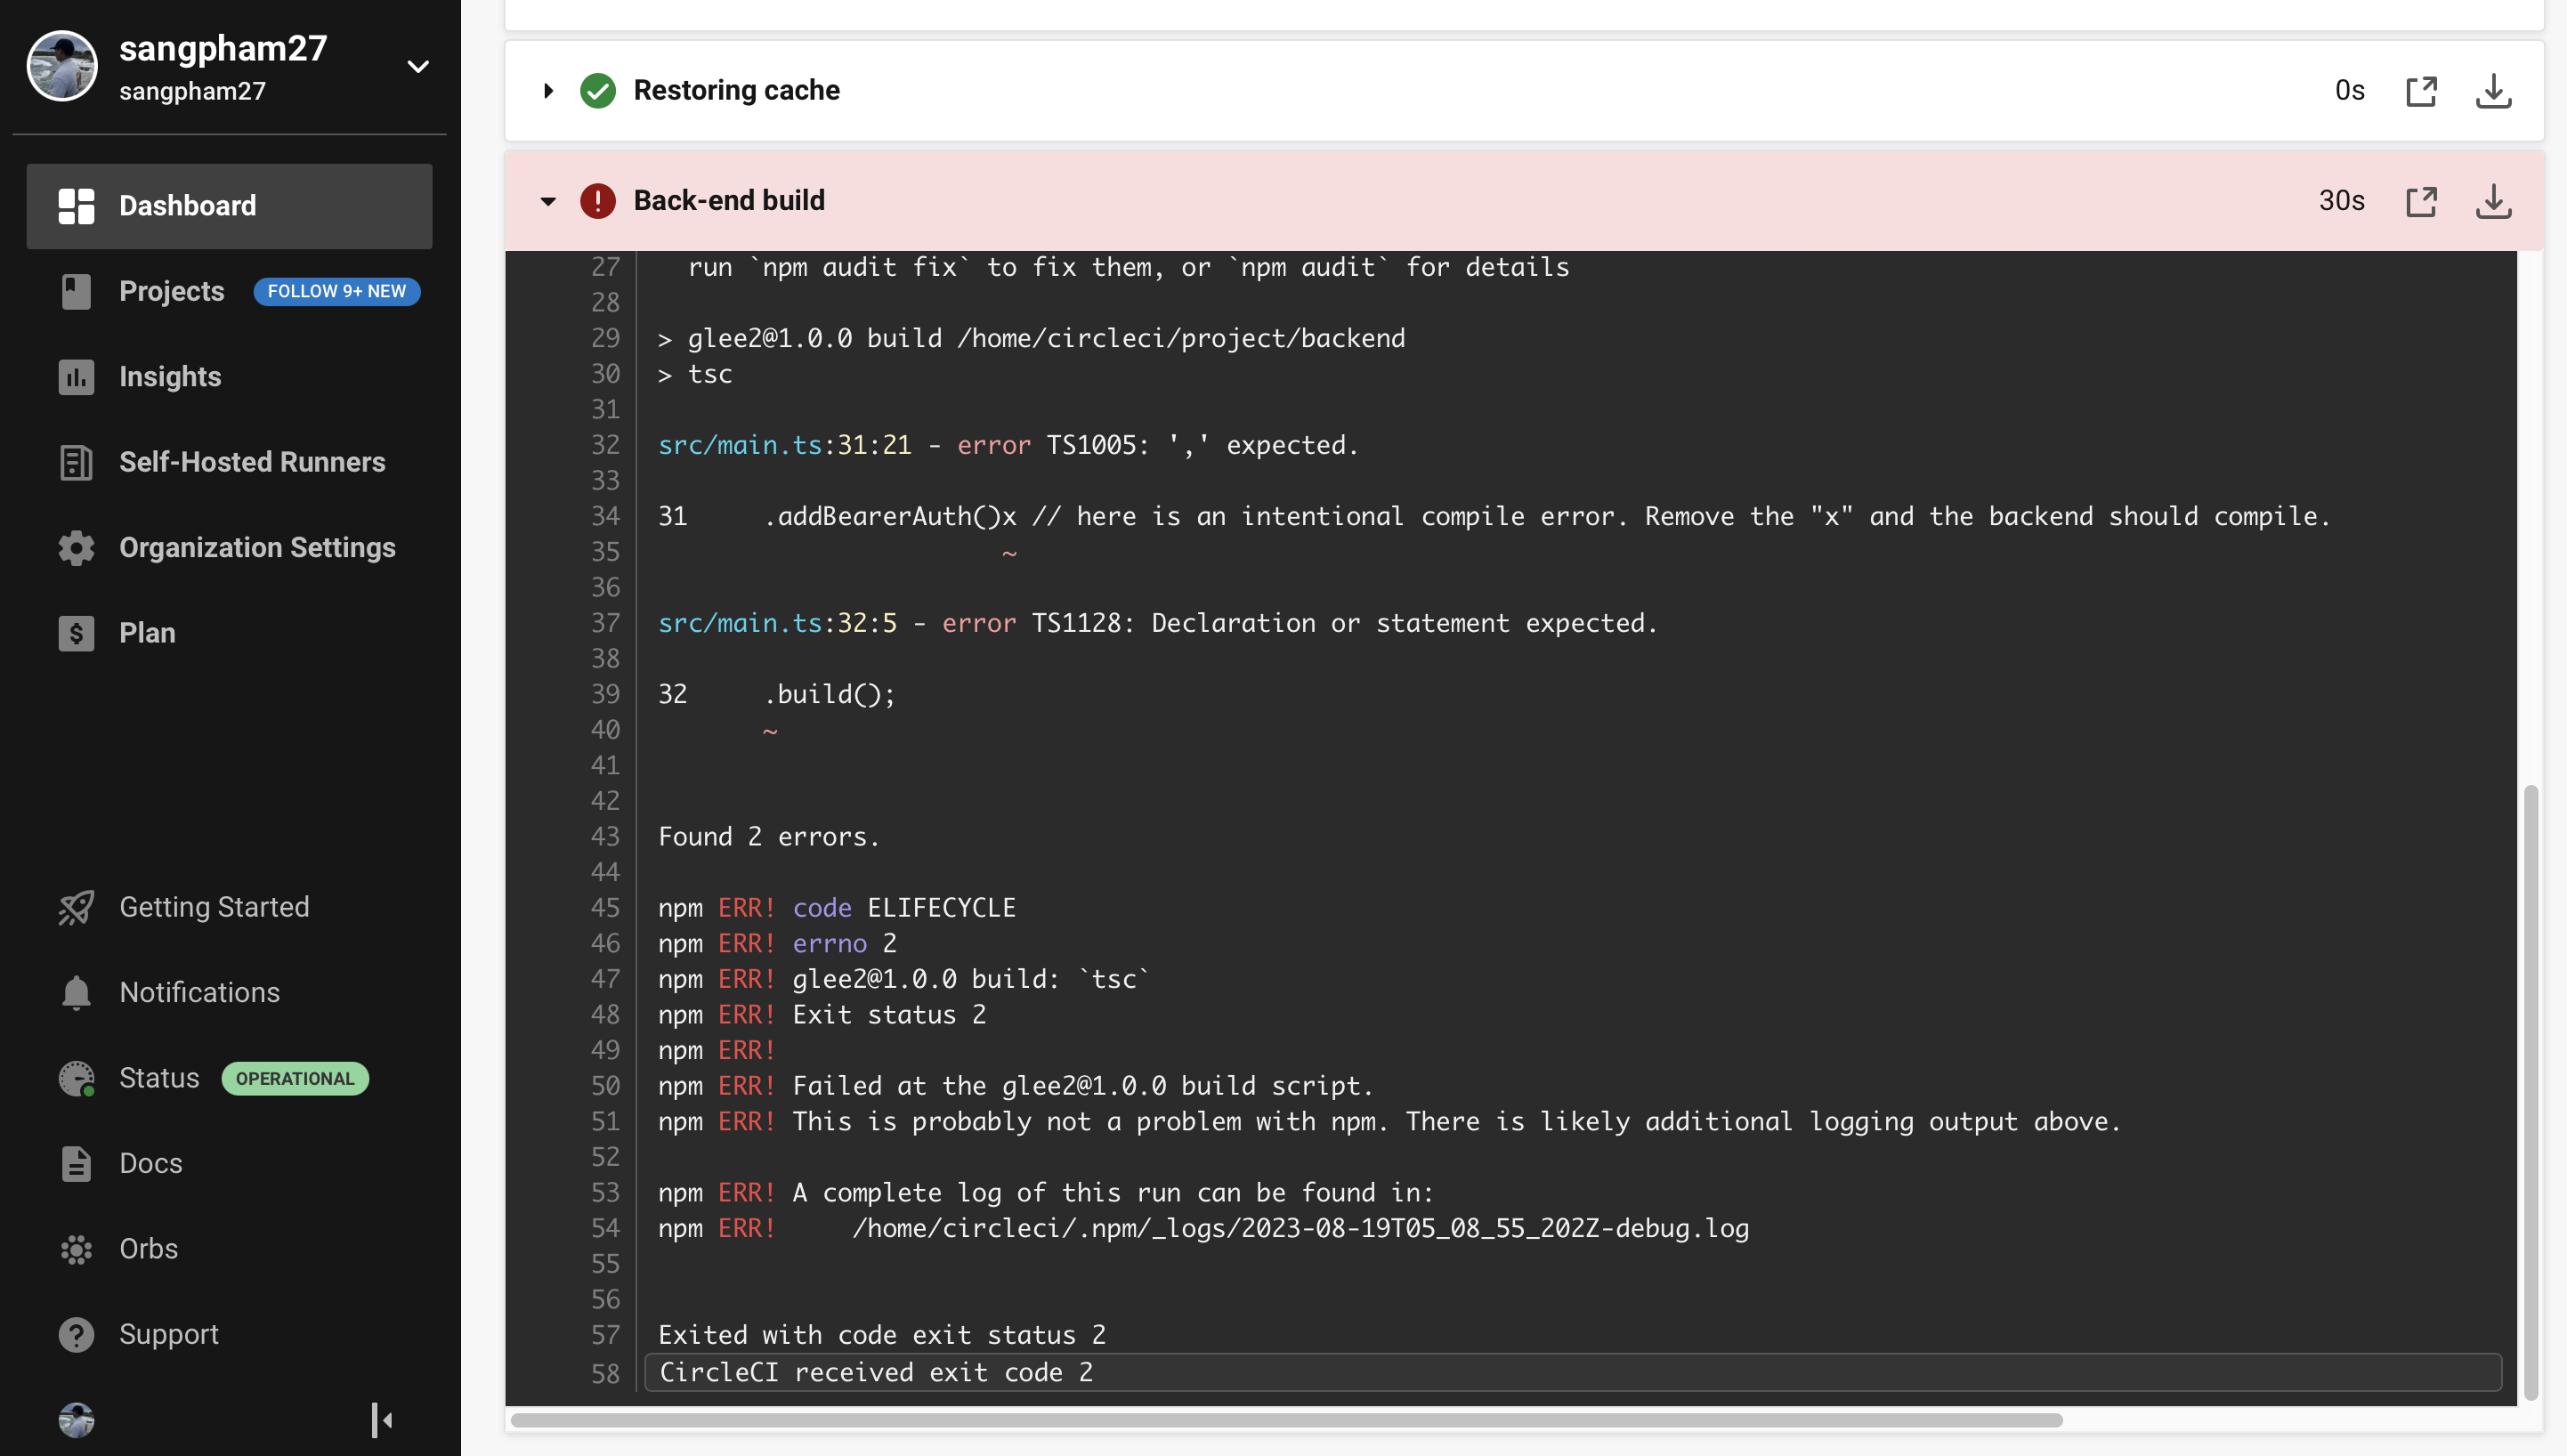 sangpham27
sangpham27
Dashboard
Projects FOLLOW 9+ NEW
Insights
Self-Hosted Runners
Organization Settings
Plan
Getting Started
Notifications
Status OPERATIONAL
Docs
Orbs
Support
Restoring cache 0s
Back-end build 30s
27 run `npm audit fix` to fix them, or `npm audit` for details
28
29 > glee2@1.0.0 build /home/circleci/project/backend
30 > tsc
31
32 src/main.ts:31:21 - error TS1005: ',' expected.
33
34 31     .addBearerAuth()x // here is an intentional compile error. Remove the "x" and the backend should compile.
35                        ~
36
37 src/main.ts:32:5 - error TS1128: Declaration or statement expected.
38
39 32     .build();
40        ~
41
42
43 Found 2 errors.
44
45 npm ERR! code ELIFECYCLE
46 npm ERR! errno 2
47 npm ERR! glee2@1.0.0 build: `tsc`
48 npm ERR! Exit status 2
49 npm ERR!
50 npm ERR! Failed at the glee2@1.0.0 build script.
51 npm ERR! This is probably not a problem with npm. There is likely additional logging output above.
52
53 npm ERR! A complete log of this run can be found in:
54 npm ERR!     /home/circleci/.npm/_logs/2023-08-19T05_08_55_202Z-debug.log
55
56
57 Exited with code exit status 2
58 CircleCI received exit code 2